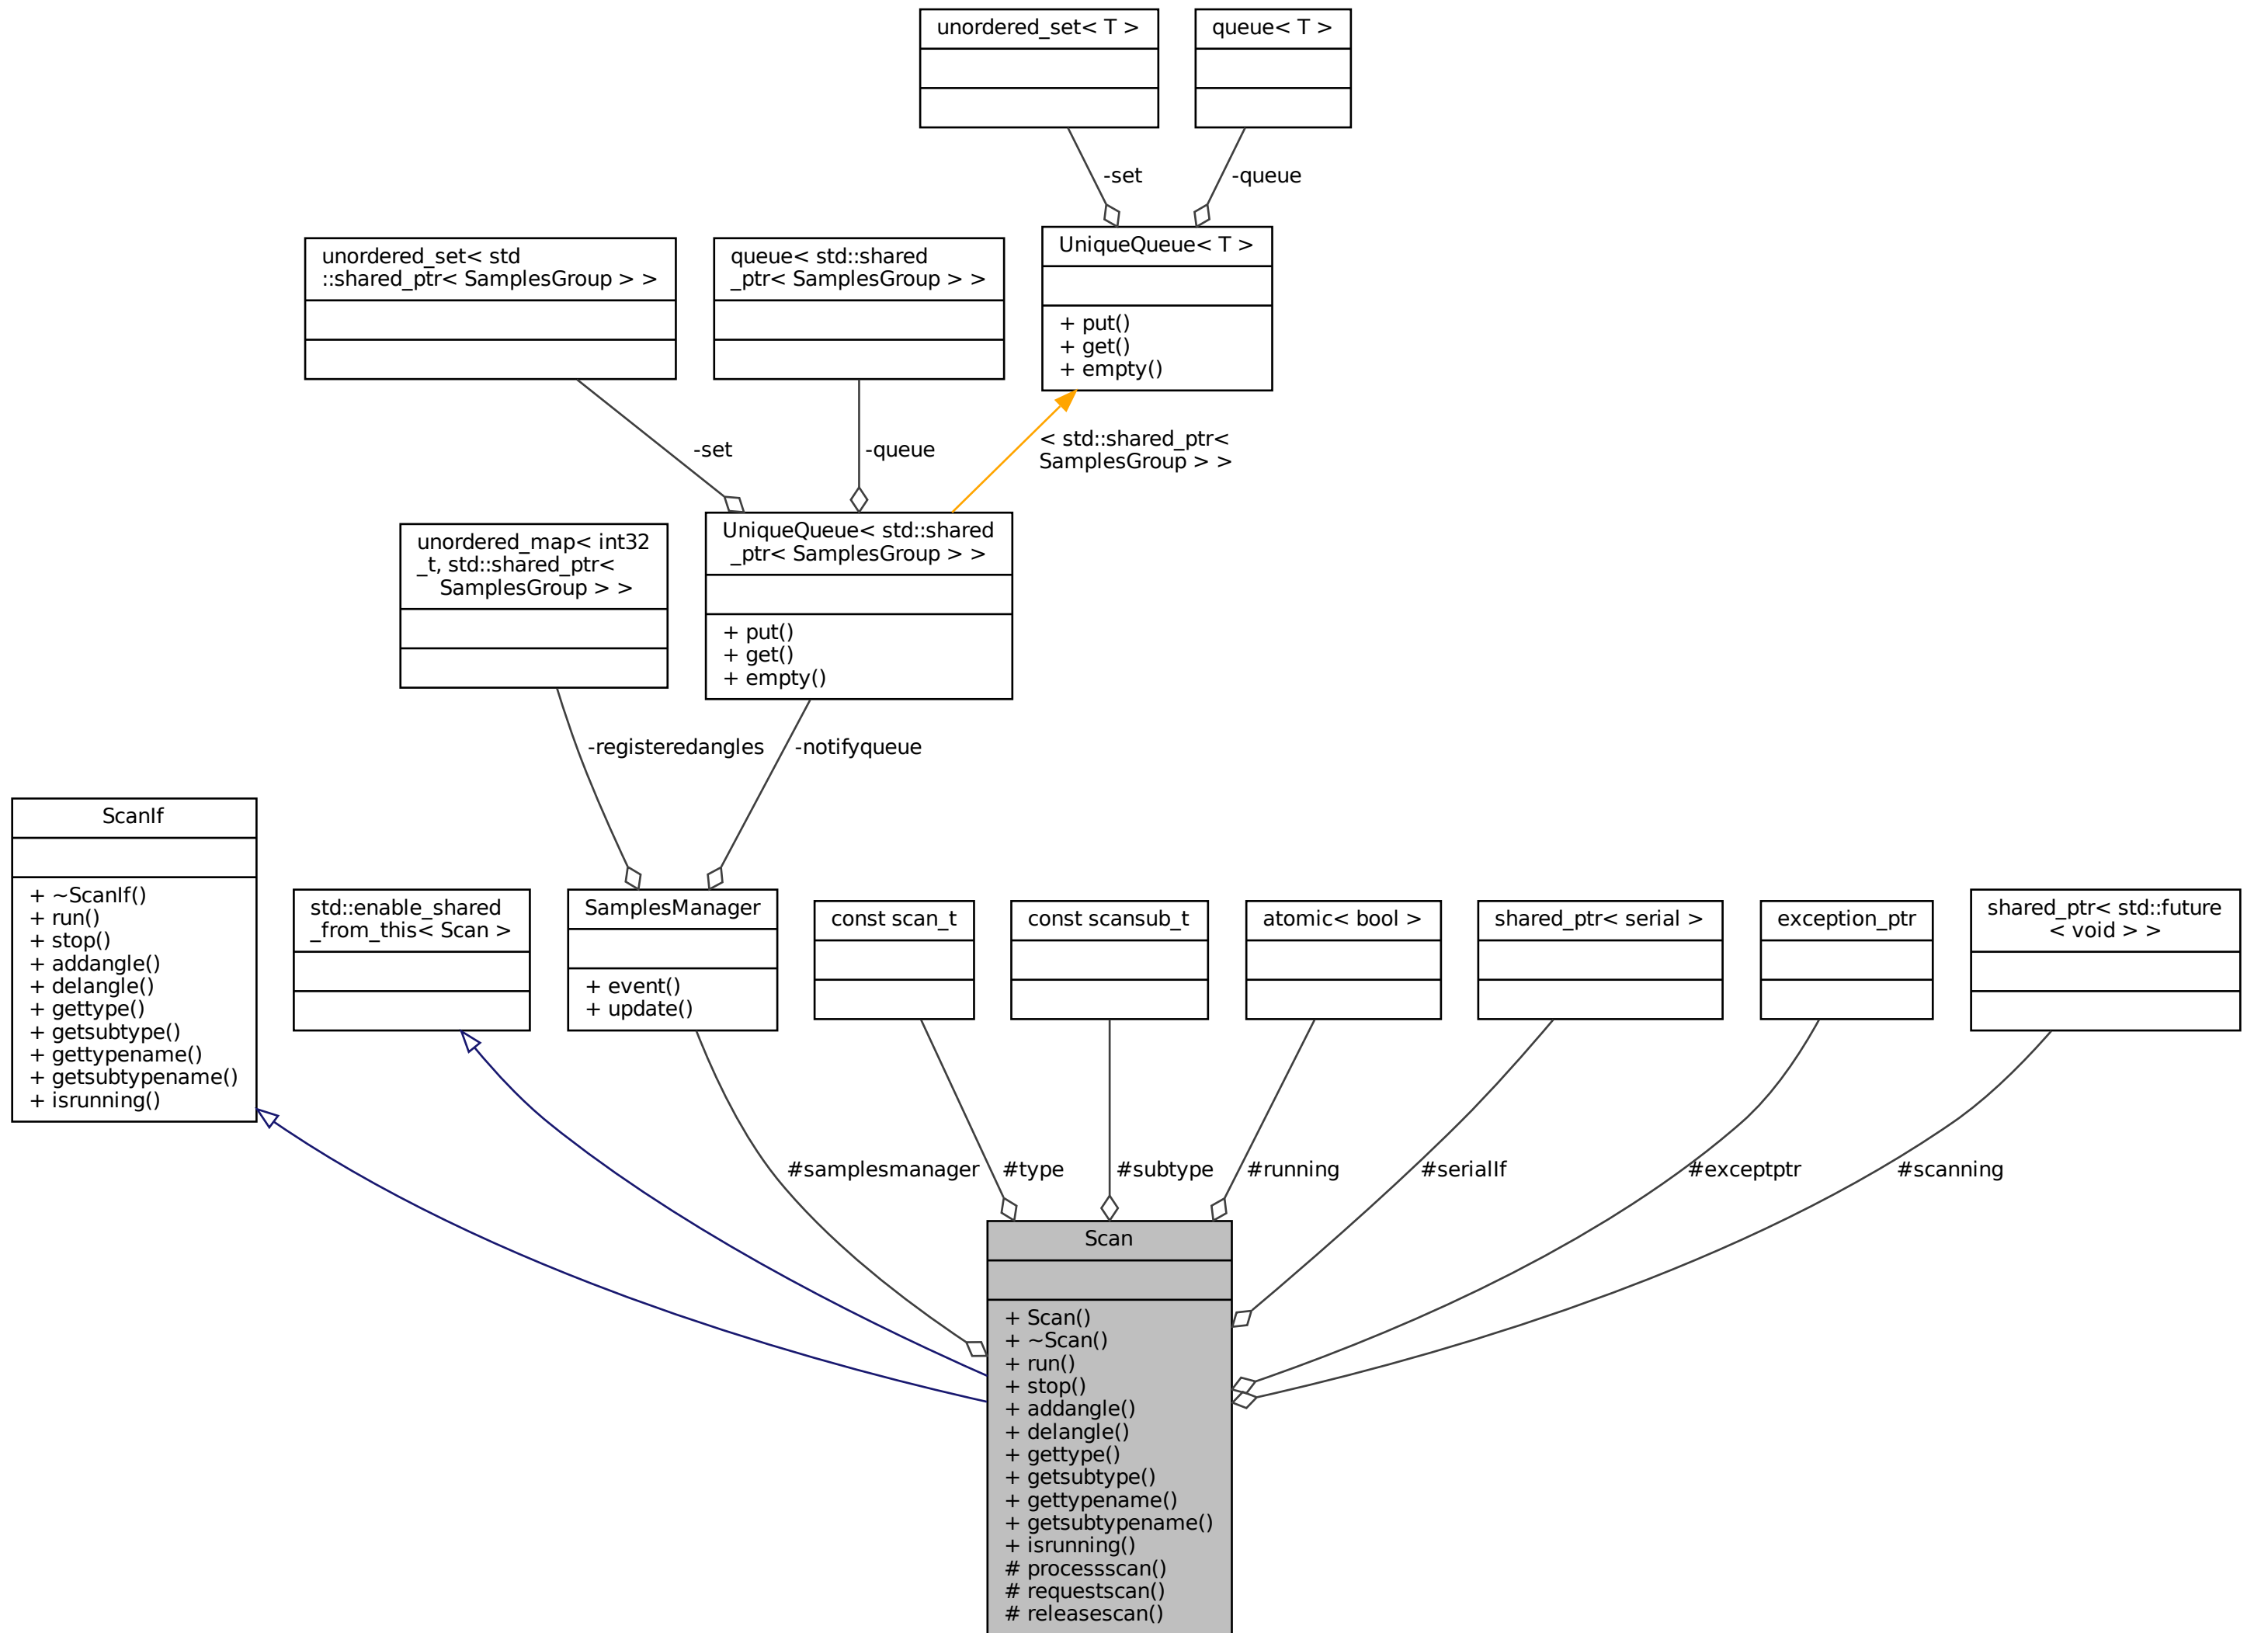 unordered_set< T >
queue< T >
-set
-queue
unordered_set< std
::shared_ptr< SamplesGroup > >
queue< std::shared
_ptr< SamplesGroup > >
UniqueQueue< T >
+ put()
+ get()
+ empty()
-set
-queue
< std::shared_ptr<
SamplesGroup > >
unordered_map< int32
_t, std::shared_ptr<
SamplesGroup > >
UniqueQueue< std::shared
_ptr< SamplesGroup > >
+ put()
+ get()
+ empty()
-registeredangles
-notifyqueue
ScanIf
+ ~ScanIf()
+ run()
+ stop()
+ addangle()
+ delangle()
+ gettype()
+ getsubtype()
+ gettypename()
+ getsubtypename()
+ isrunning()
std::enable_shared
_from_this< Scan >
SamplesManager
+ event()
+ update()
const scan_t
const scansub_t
atomic< bool >
shared_ptr< serial >
exception_ptr
shared_ptr< std::future
< void > >
#samplesmanager
#type
#subtype
#running
#serialIf
#exceptptr
#scanning
Scan
+ Scan()
+ ~Scan()
+ run()
+ stop()
+ addangle()
+ delangle()
+ gettype()
+ getsubtype()
+ gettypename()
+ getsubtypename()
+ isrunning()
# processscan()
# requestscan()
# releasescan()